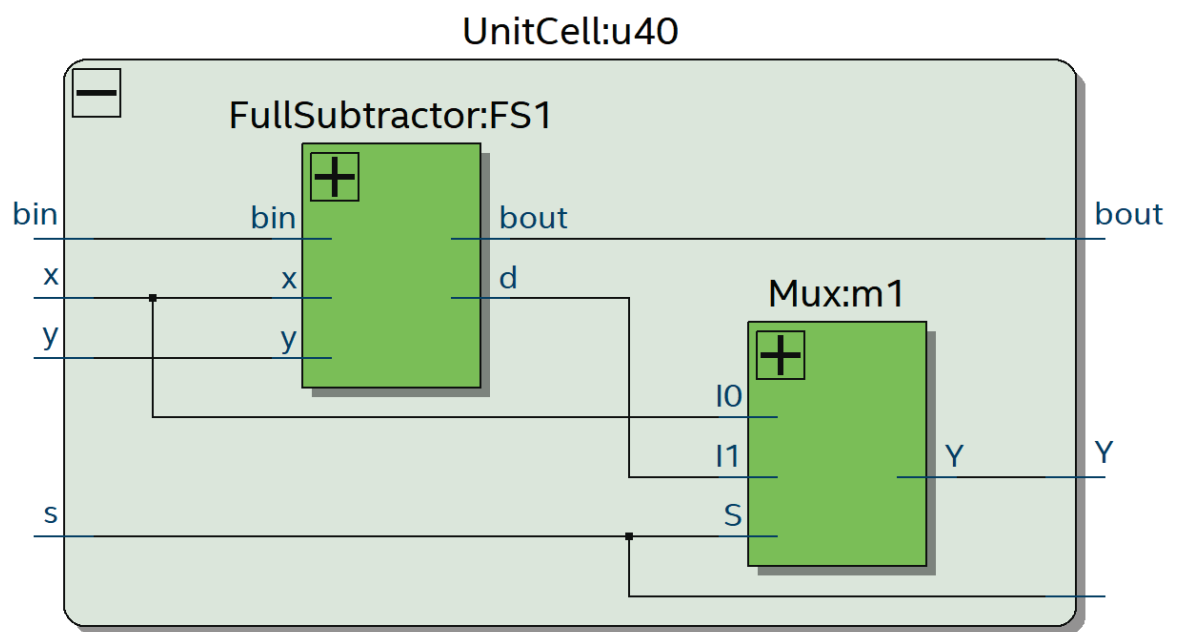 UnitCell:u40
FullSubtractor:FS1
bin
bin
bout
bout
x
x
d
Mux:m1
y
y
I0
I1
Y
Y
s
S